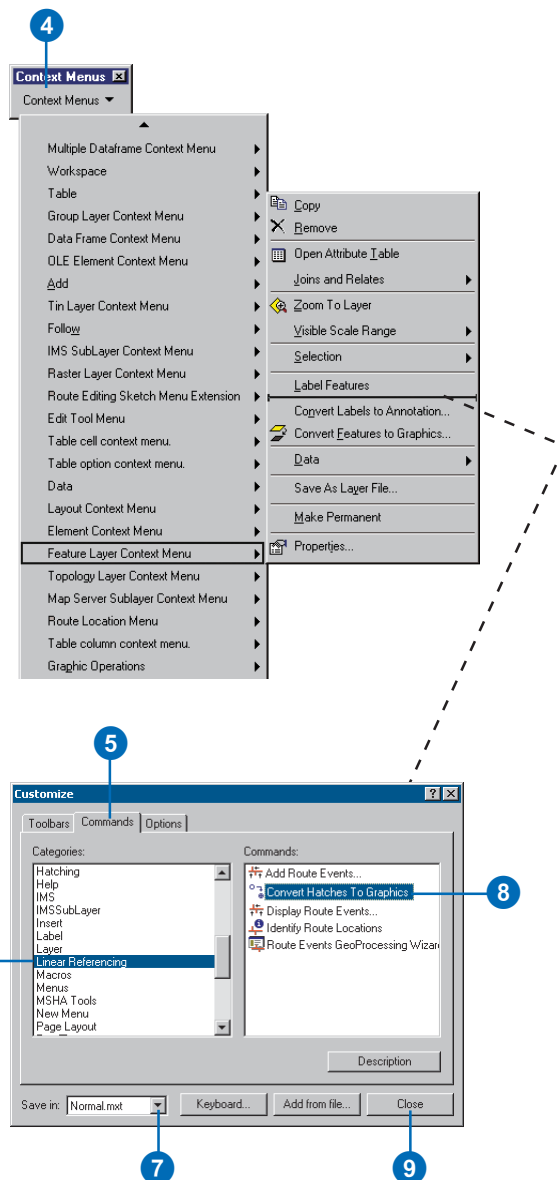 4
Context Menus
Context Menus
Multiple Dataframe Context Menu
Workspace
Table
Group Layer Context Menu
Data Frame Context Menu
OLE Element Context Menu
Add
Tin Layer Context Menu
Follow
IMS SubLayer Context Menu
Raster Layer Context Menu
Route Editing Sketch Menu Extension
Edit Tool Menu
Table cell context menu.
Table option context menu.
Data
Layout Context Menu
Element Context Menu
Feature Layer Context Menu
Topology Layer Context Menu
Map Server Sublayer Context Menu
Route Location Menu
Table column context menu.
Graphic Operations
Copy
Remove
Open Attribute Table
Joins and Relates
Zoom To Layer
Visible Scale Range
Selection
Label Features
Convert Labels to Annotation...
Convert Features to Graphics...
Data
Save As Layer File...
Make Permanent
Properties...
5
Customize
Toolbars Commands Options
Categories:
Hatching
Help
IMS
IMSSubLayer
Insert
Label
Layer
Linear Referencing
Macros
Menus
MSHA Tools
New Menu
Page Layout
Commands:
Add Route Events...
Convert Hatches To Graphics
Display Route Events...
Identify Route Locations
Route Events GeoProcessing Wizar
8
Description
Save in: Normal.mxt Keyboard... Add from file... Close
7 9